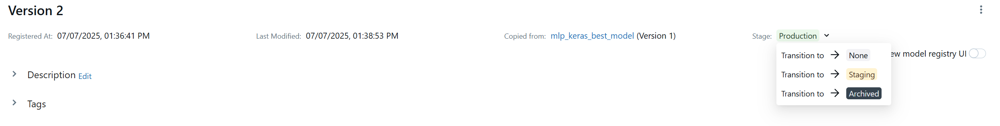 Version 2
Registered At: 07/07/2025, 01:36:41 PM
Last Modified: 07/07/2025, 01:38:53 PM
Copied from: mlp_keras_best_model (Version 1)
Stage: Production
Transition to → None
ew model registry UI
Transition to → Staging
Transition to → Archived
Description Edit
Tags